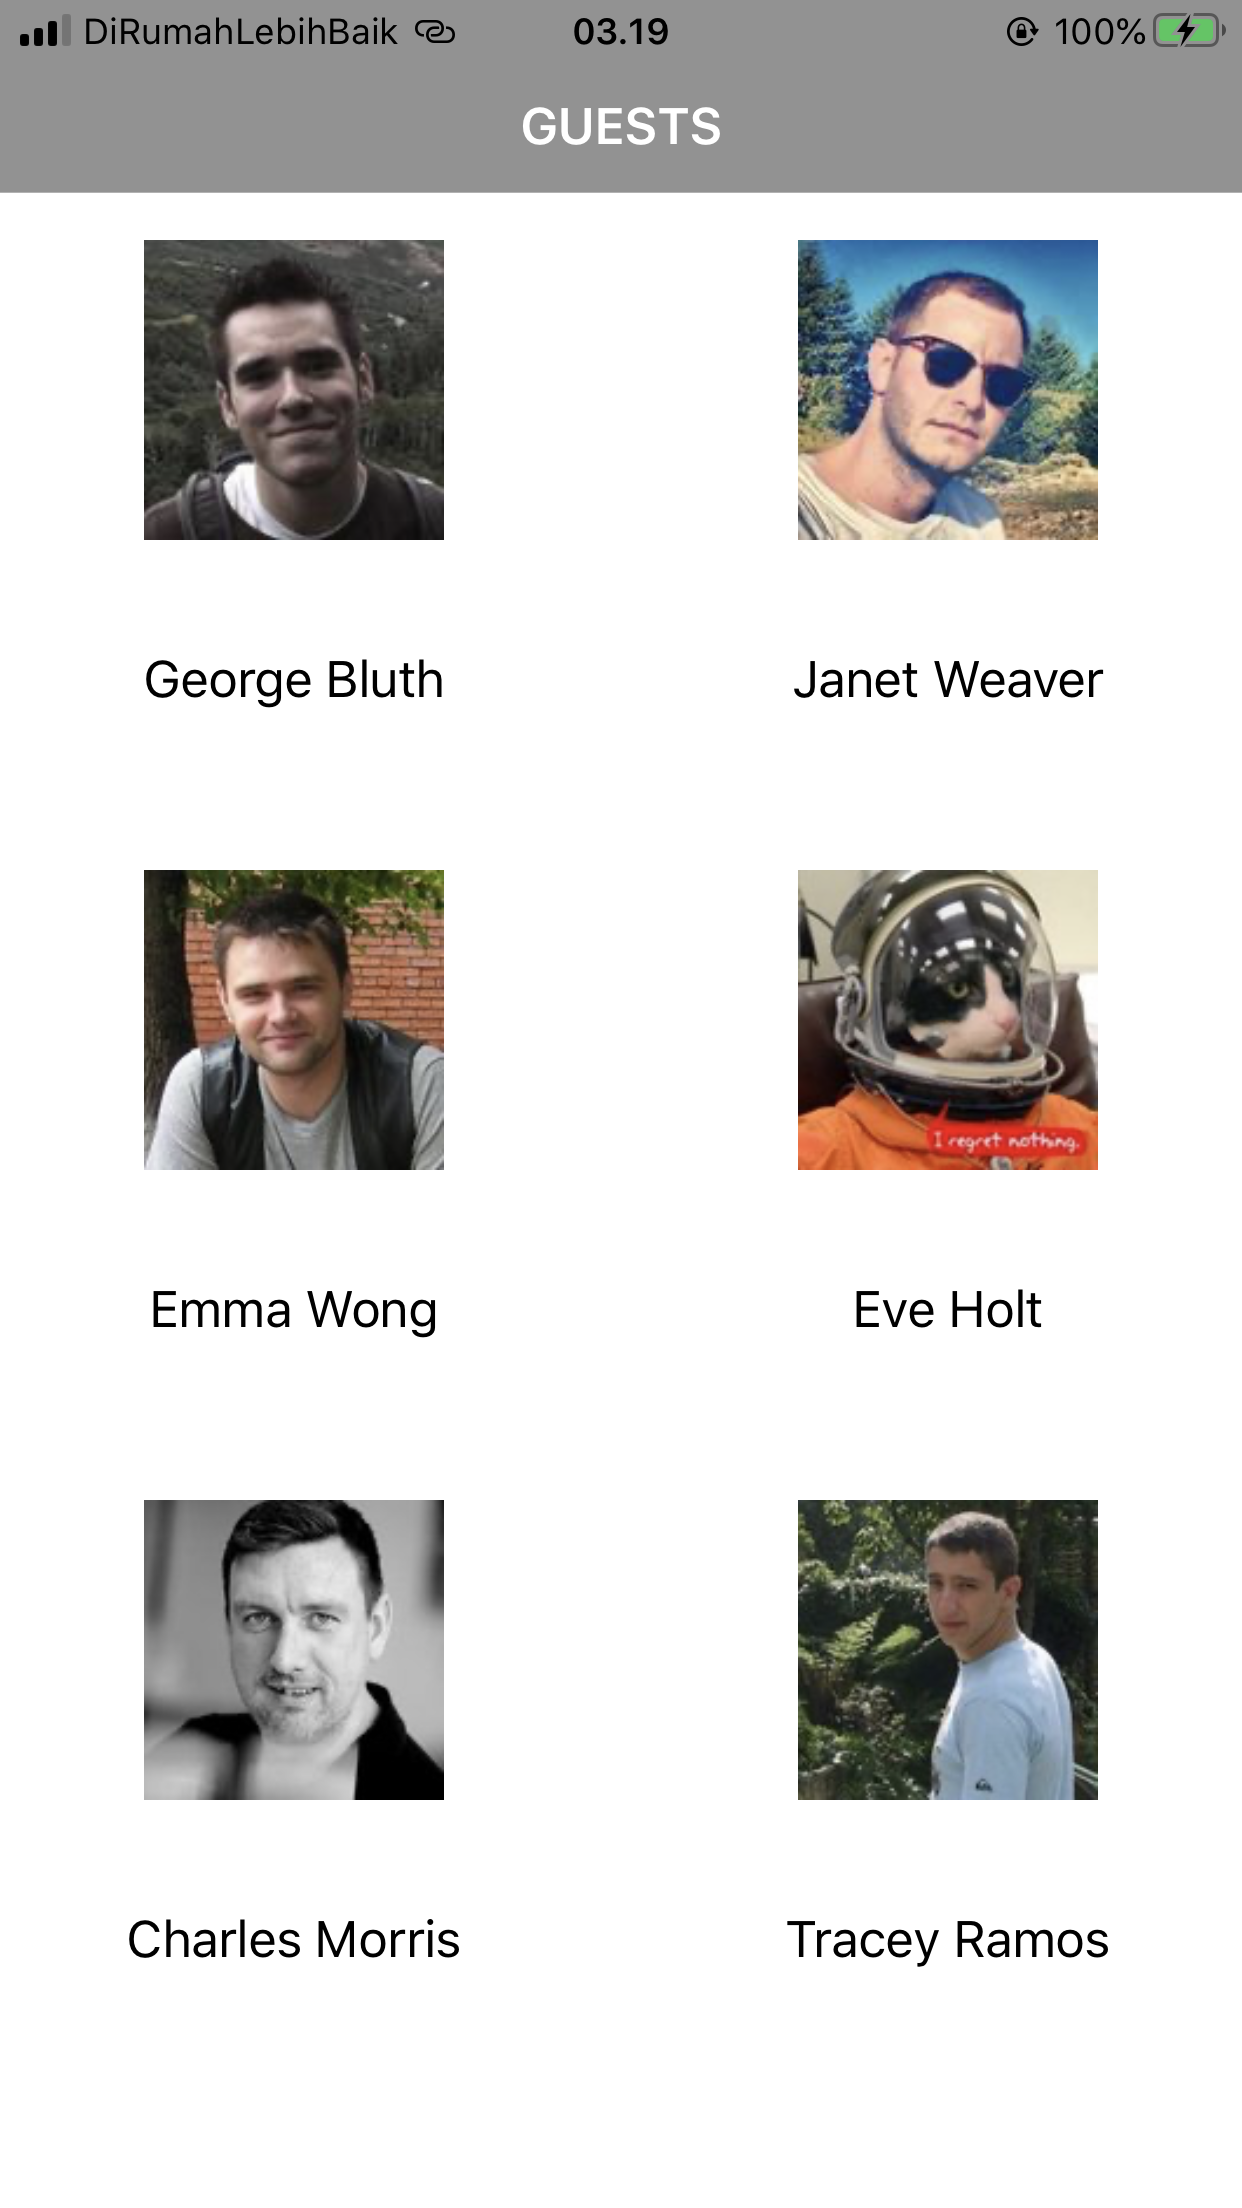 DiRumahLebihBaik 03.19 100%
GUESTS
George Bluth Janet Weaver
I regret nothing.
Emma Wong Eve Holt
Charles Morris Tracey Ramos